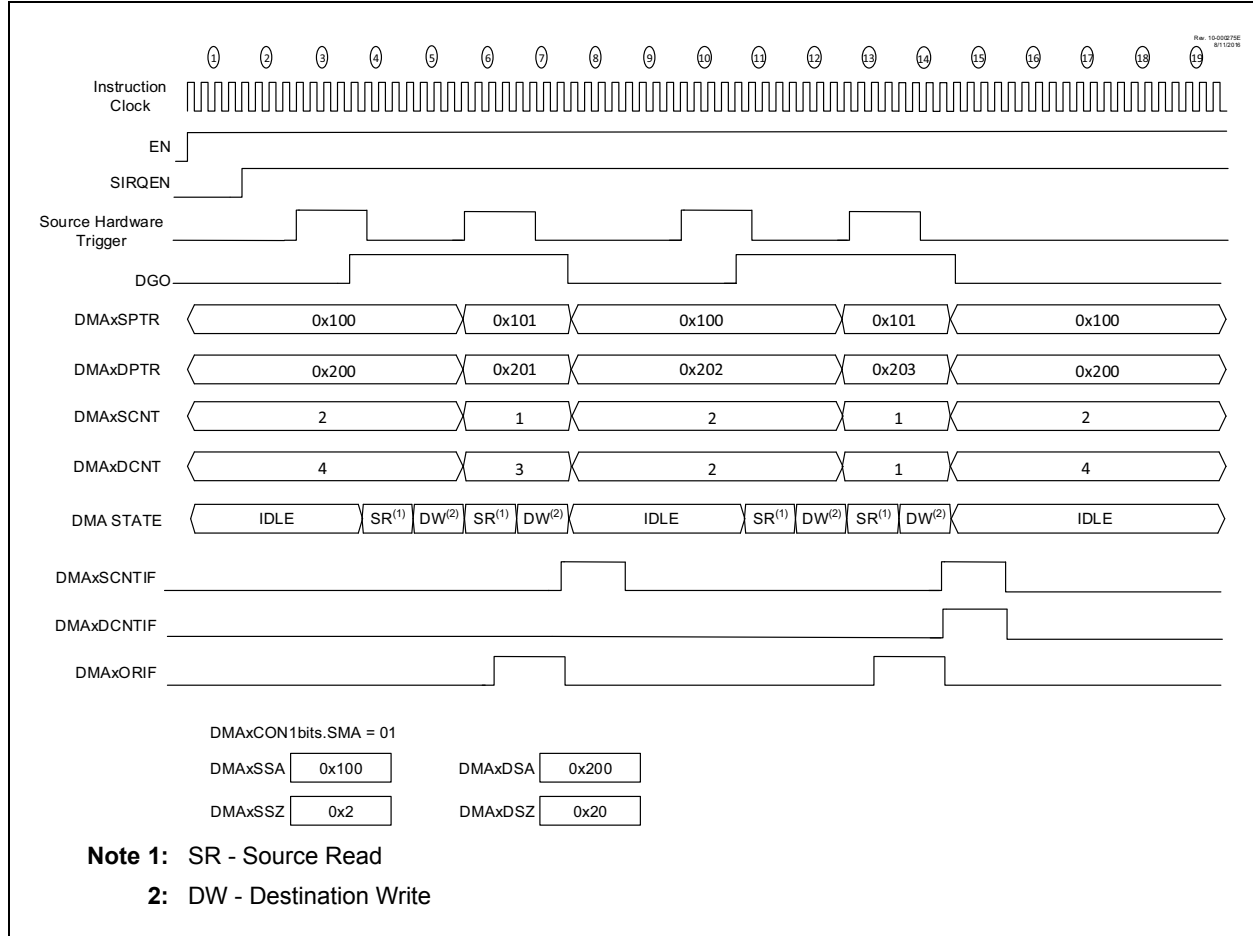 Rev. 10-000275E
8/11/2016
1 2 3 4 5 6 7 8 9 10 11 12 13 14 15 16 17 18 19
Instruction
Clock
EN
SIRQEN
Source Hardware
Trigger
DGO
DMAxSPTR 0x100 0x101 0x100 0x101 0x100
DMAxDPTR 0x200 0x201 0x202 0x203 0x200
DMAxSCNT 2 1 2 1 2
DMAxDCNT 4 3 2 1 4
DMA STATE IDLE SR(1) DW(2) SR(1) DW(2) IDLE SR(1) DW(2) SR(1) DW(2) IDLE
DMAxSCNTIF
DMAxDCNTIF
DMAxORIF
DMAxCON1bits.SMA = 01
DMAxSSA 0x100 DMAxDSA 0x200
DMAxSSZ 0x2 DMAxDSZ 0x20
Note 1: SR - Source Read
2: DW - Destination Write